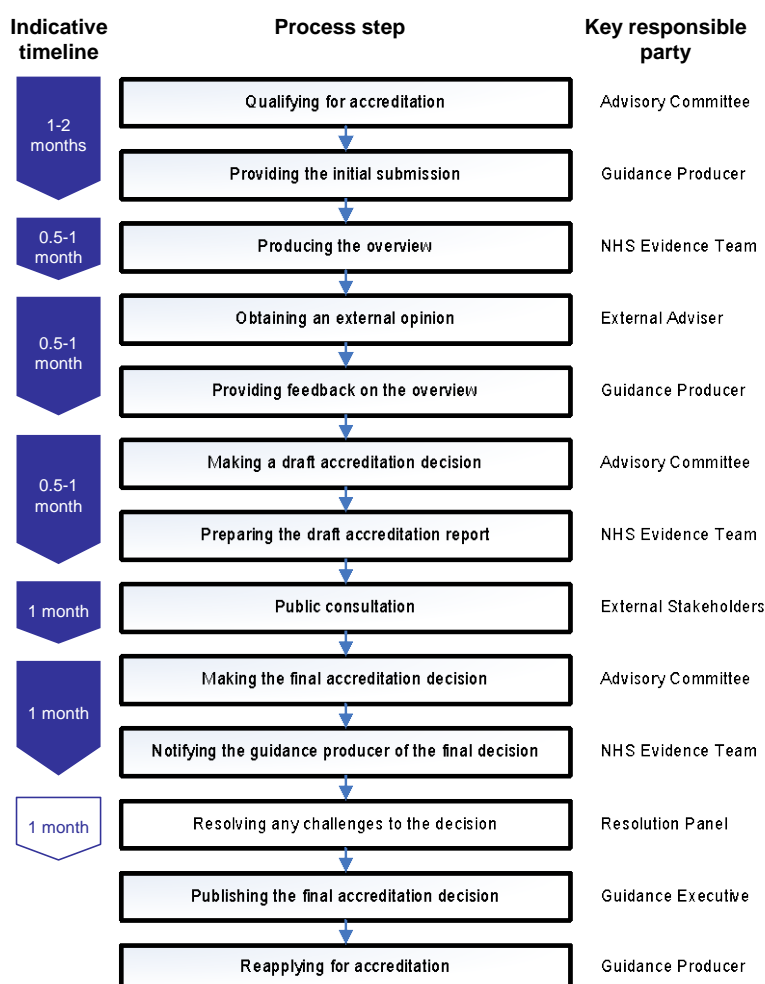 Indicative timeline
Process step
Key responsible party
1-2 months
Qualifying for accreditation
Advisory Committee
Providing the initial submission
Guidance Producer
0.5-1 month
Producing the overview
NHS Evidence Team
0.5-1 month
Obtaining an external opinion
External Adviser
Providing feedback on the overview
Guidance Producer
0.5-1 month
Making a draft accreditation decision
Advisory Committee
Preparing the draft accreditation report
NHS Evidence Team
1 month
Public consultation
External Stakeholders
1 month
Making the final accreditation decision
Advisory Committee
Notifying the guidance producer of the final decision
NHS Evidence Team
1 month
Resolving any challenges to the decision
Resolution Panel
Publishing the final accreditation decision
Guidance Executive
Reapplying for accreditation
Guidance Producer